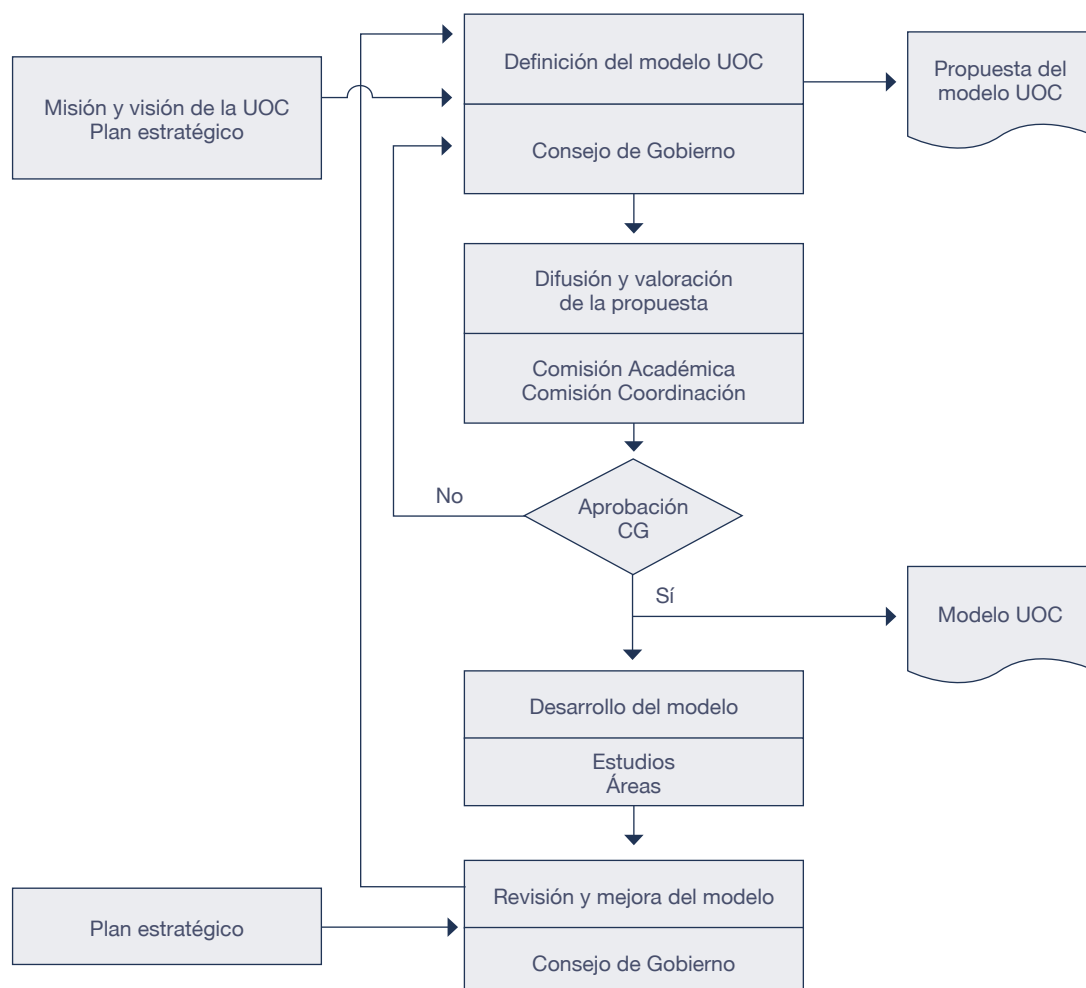 Definición del modelo UOC
Propuesta del
modelo UOC
Misión y visión de la UOC
Plan estratégico
Consejo de Gobierno
Difusión y valoración
de la propuesta
Comisión Académica
Comisión Coordinación
No
Aprobación
CG
Sí
Modelo UOC
Desarrollo del modelo
Estudios
Áreas
Revisión y mejora del modelo
Plan estratégico
Consejo de Gobierno